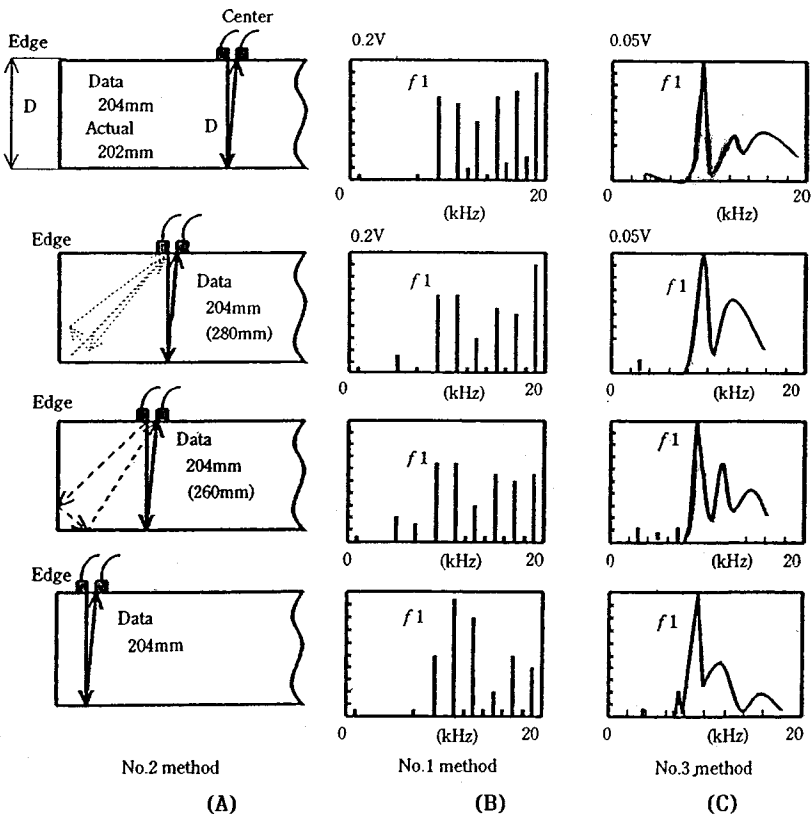 Center
Edge
D
Data
204mm
Actual
202mm
D
0.2V
f1
0
20
(kHz)
0.05V
f1
0
20
(kHz)
Edge
Data
204mm
(280mm)
0.2V
f1
0
20
(kHz)
0.05V
f1
0
20
(kHz)
Edge
Data
204mm
(260mm)
f1
0
20
(kHz)
f1
0
20
(kHz)
Edge
Data
204mm
f1
0
(kHz)
20
f1
0
(kHz)
20
No.2 method
No.1 method
No.3 method
(A)
(B)
(C)